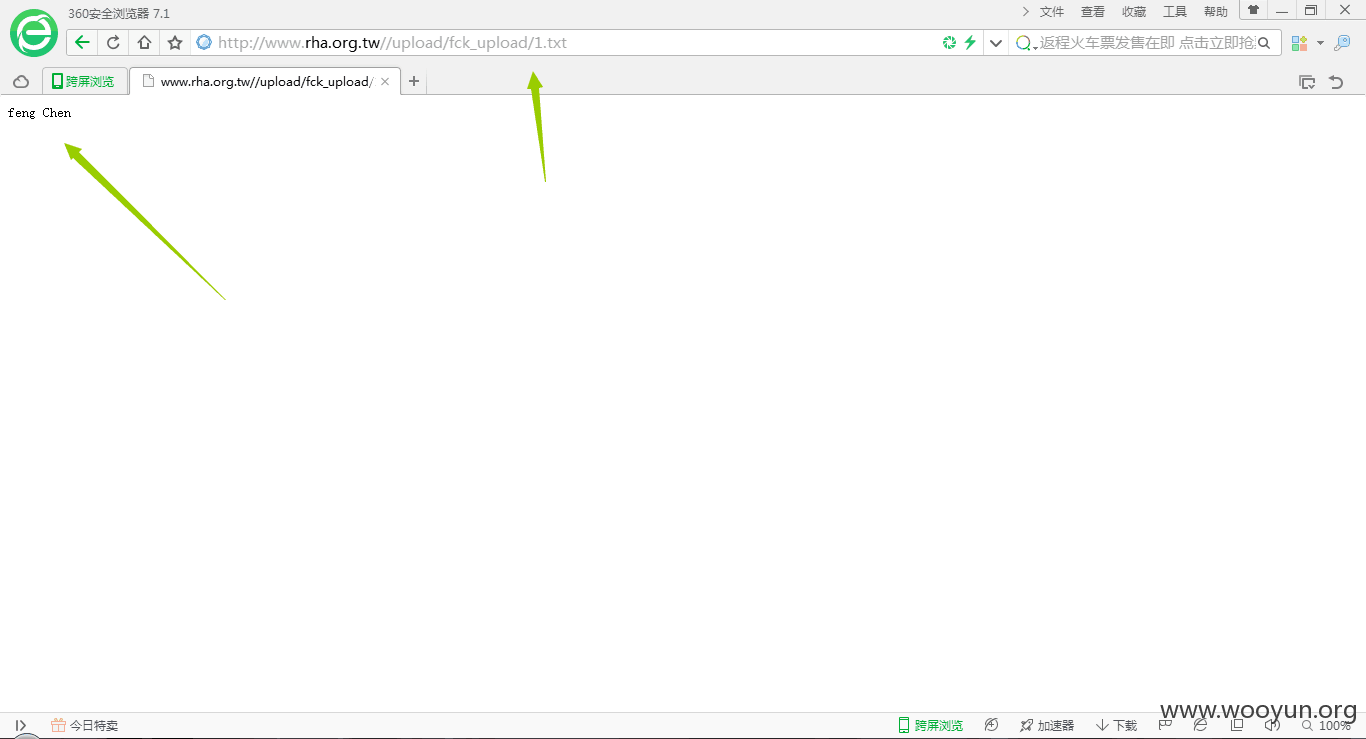 360安全浏览器 7.1
文件 查看 收藏 工具 帮助
http://www.rha.org.tw//upload/fck_upload/1.txt
返程火车票发售在即 点击立即抢
跨屏浏览
www.rha.org.tw//upload/fck_upload/
feng Chen
www.wooyun.org
今日特卖
跨屏浏览
加速器
下载
100%